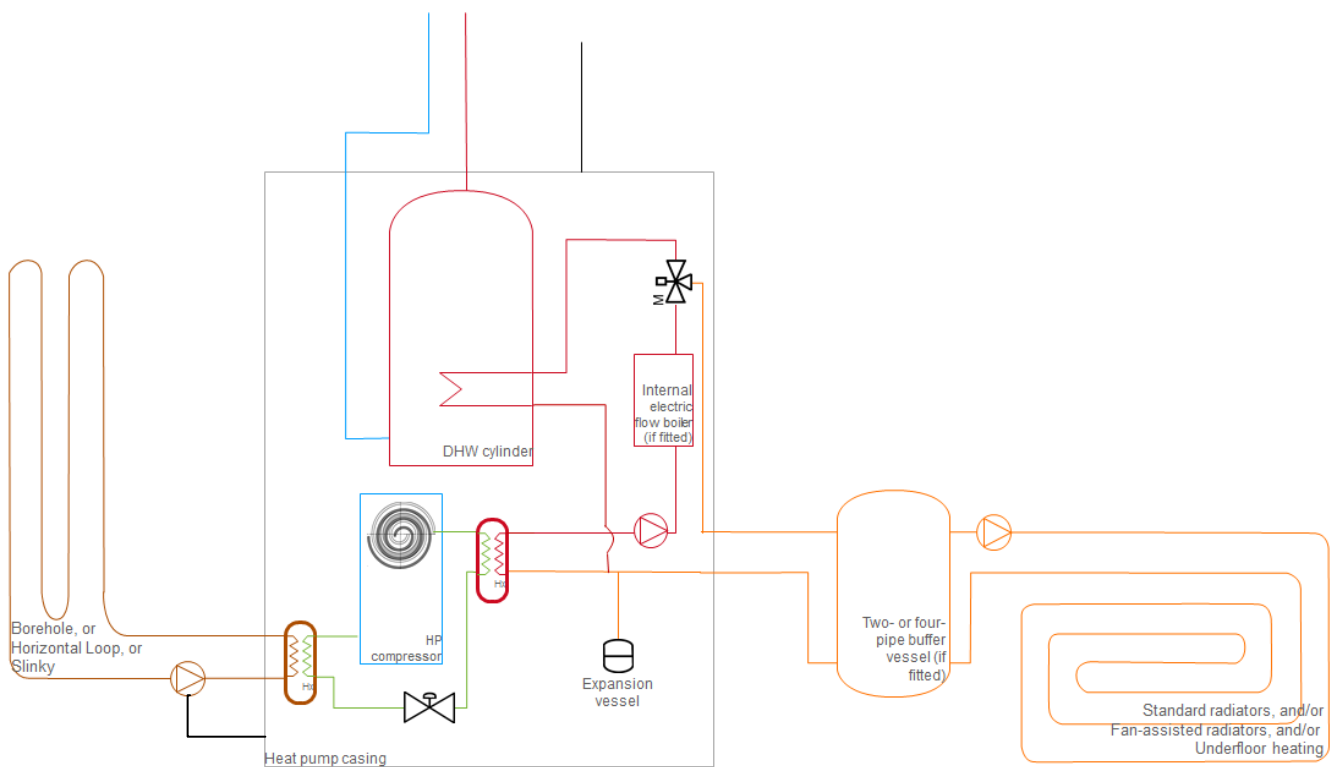 M
Internal
electric
flow boiler
(if fitted)
DHW cylinder
Hx
Borehole, or
Horizontal Loop, or
Slinky
HP
compressor
Hx
Expansion
vessel
Two- or four-
pipe buffer
vessel (if
fitted)
Standard radiators, and/or
Fan-assisted radiators, and/or
Underfloor heating
Heat pump casing